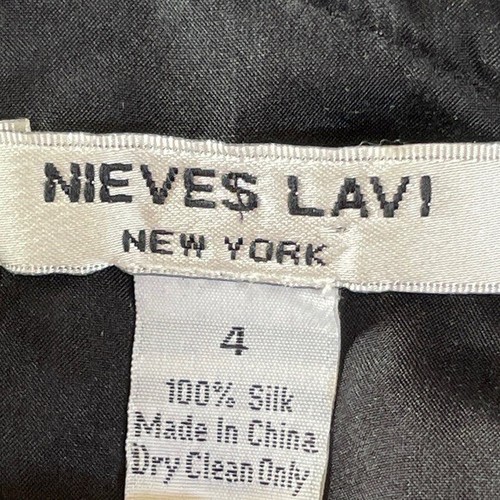 NIEVES LAVI
NEW YORK
4
100% Silk
Made In China
Dry Clean Only